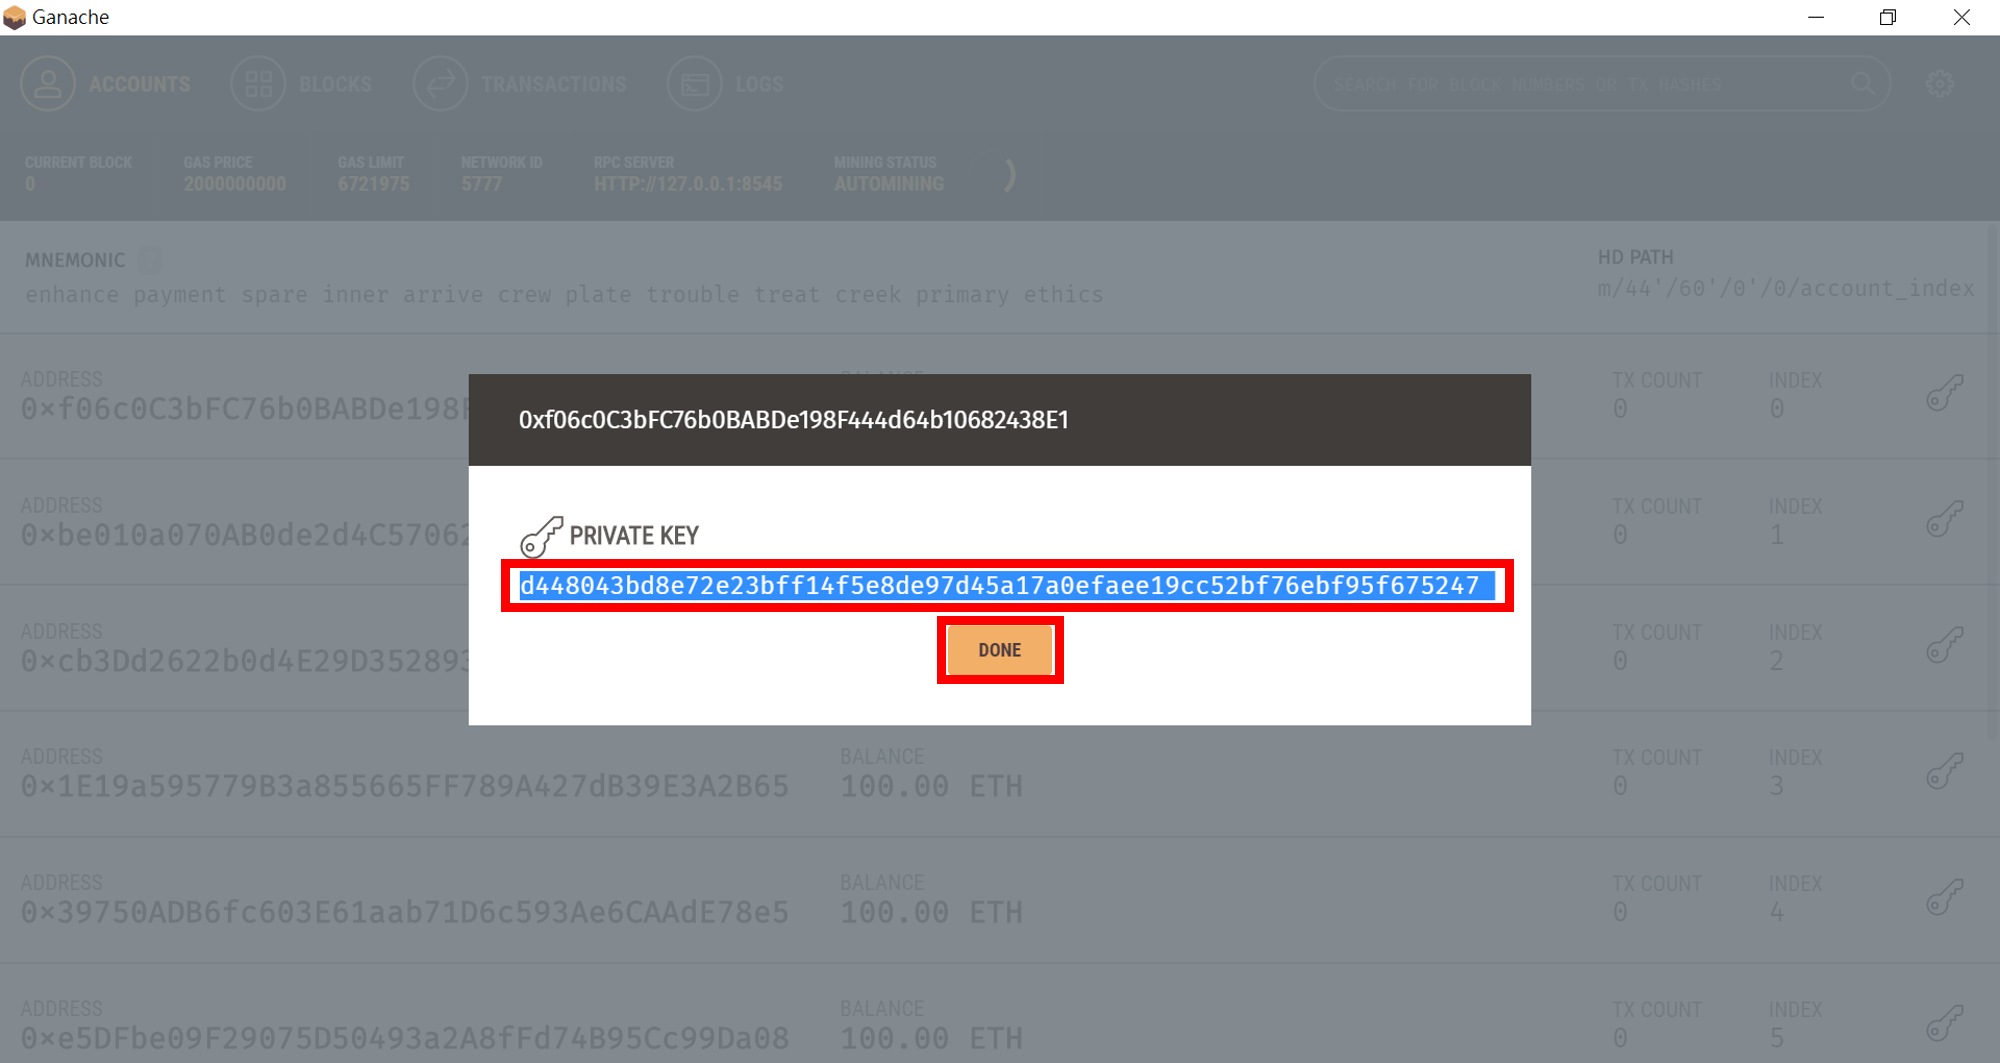 Ganache
ACCOUNTS BLOCKS TRANSACTIONS LOGS SEARCH FOR BLOCK NUMBERS OR TX HASHES
CURRENT BLOCK GAS PRICE GAS LIMIT NETWORK ID RPC SERVER MINING STATUS
0 2000000000 6721975 5777 HTTP://127.0.0.1:8545 AUTOMINING
MNEMONIC HD PATH
enhance payment spare inner arrive crew plate trouble treat creek primary ethics m/44'/60'/0'/0/account_index
ADDRESS BALANCE TX COUNT INDEX
0×f06c0C3bFC76b0BABDe198F 0 0
0xf06c0C3bFC76b0BABDe198F444d64b10682438E1
ADDRESS TX COUNT INDEX
0×be010a070AB0de2d4C57062 0 1
PRIVATE KEY
d448043bd8e72e23bff14f5e8de97d45a17a0efaee19cc52bf76ebf95f675247
DONE
ADDRESS TX COUNT INDEX
0×cb3Dd2622b0d4E29D352893 0 2
ADDRESS BALANCE TX COUNT INDEX
0×1E19a595779B3a855665FF789A427dB39E3A2B65 100.00 ETH 0 3
ADDRESS BALANCE TX COUNT INDEX
0×39750ADB6fc603E61aab71D6c593Ae6CAAdE78e5 100.00 ETH 0 4
ADDRESS BALANCE TX COUNT INDEX
0×e5DFbe09F29075D50493a2A8fFd74B95Cc99Da08 100.00 ETH 0 5